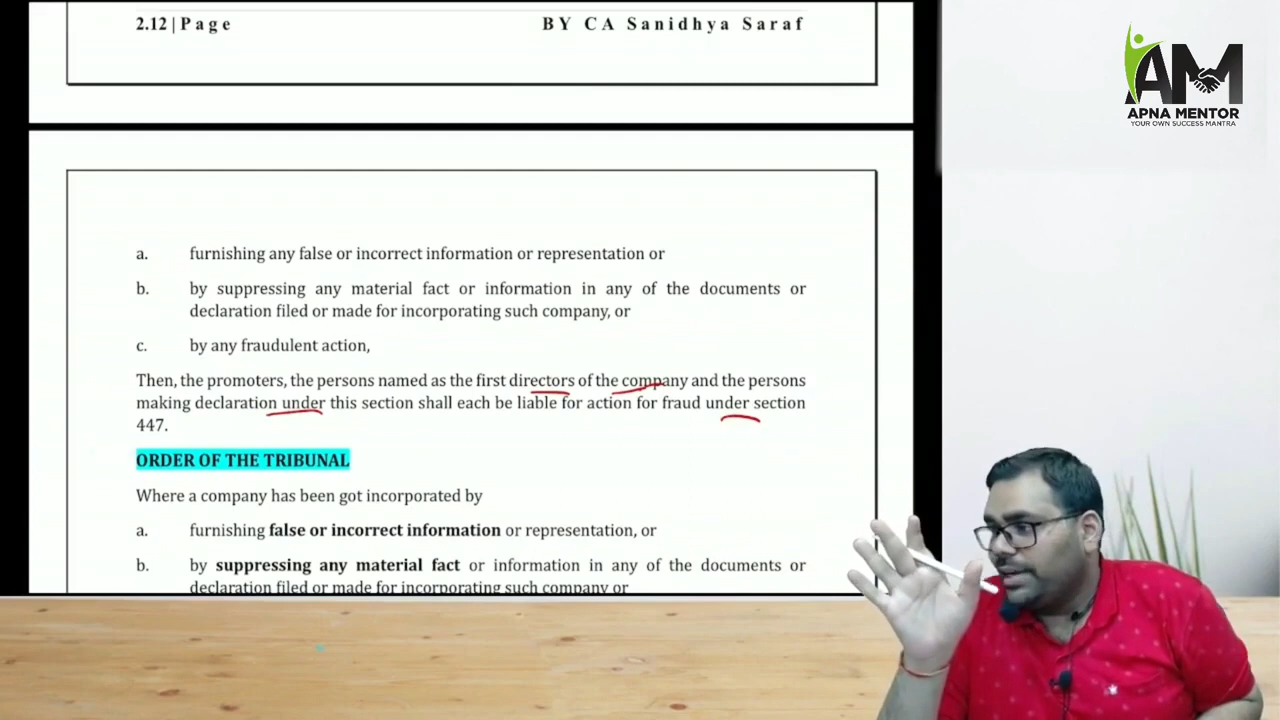 2.12 | P a g e
BY CA Sanidhya Saraf
AM
APNA MENTOR
YOUR OWN SUCCESS MANTRA
a. furnishing any false or incorrect information or representation or
b. by suppressing any material fact or information in any of the documents or
declaration filed or made for incorporating such company, or
c. by any fraudulent action,
Then, the promoters, the persons named as the first directors of the company and the persons
making declaration under this section shall each be liable for action for fraud under section
447.
ORDER OF THE TRIBUNAL
Where a company has been got incorporated by
a. furnishing false or incorrect information or representation, or
b. by suppressing any material fact or information in any of the documents or
declaration filed or made for incorporating such company or